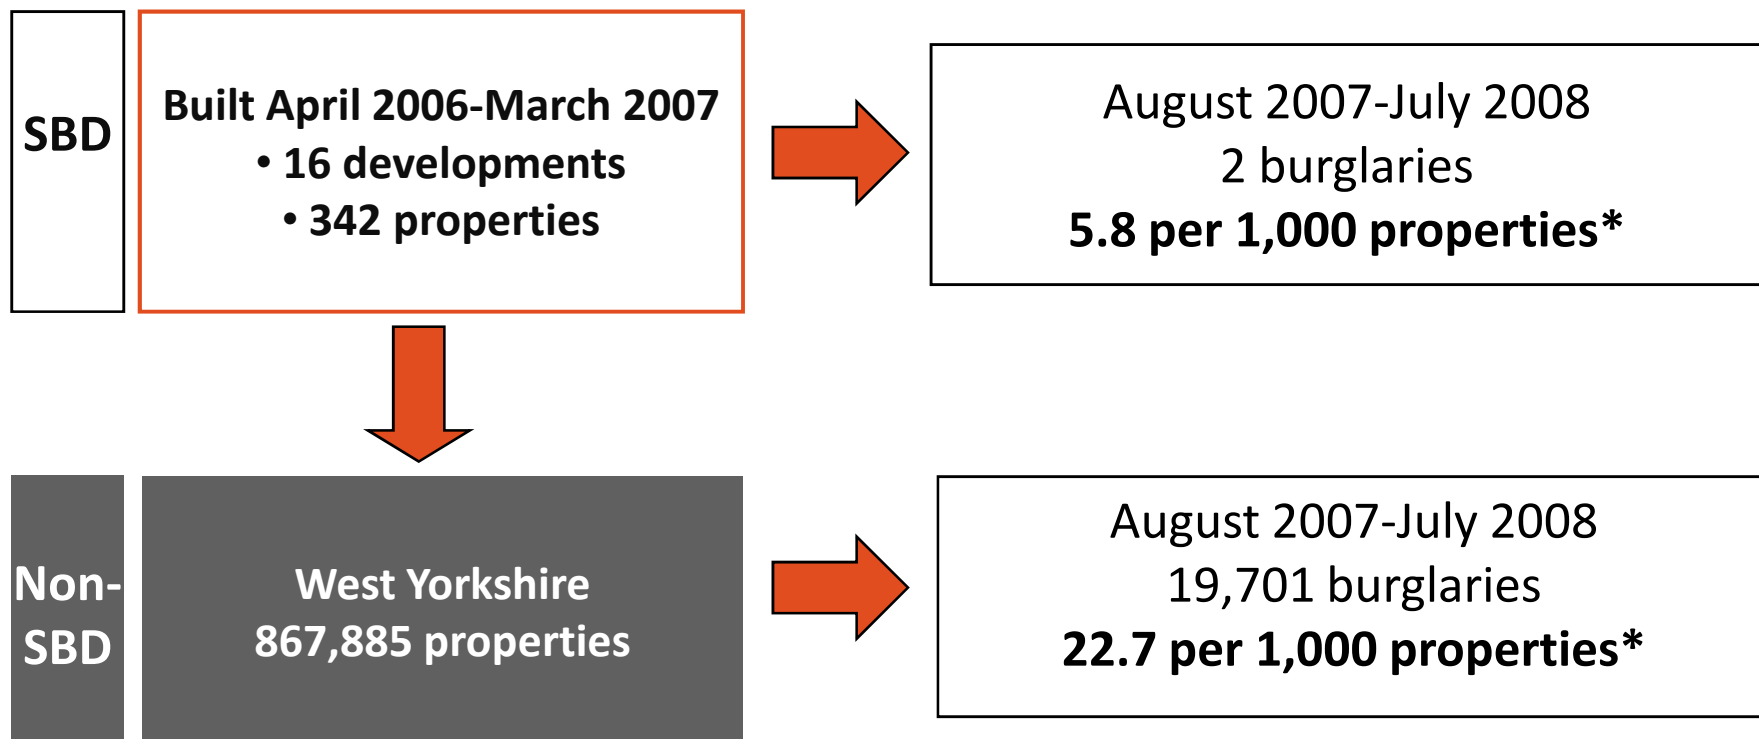 SBD
Built April 2006-March 2007
• 16 developments
• 342 properties
August 2007-July 2008
2 burglaries
5.8 per 1,000 properties*
Non-
SBD
West Yorkshire
867,885 properties
August 2007-July 2008
19,701 burglaries
22.7 per 1,000 properties*